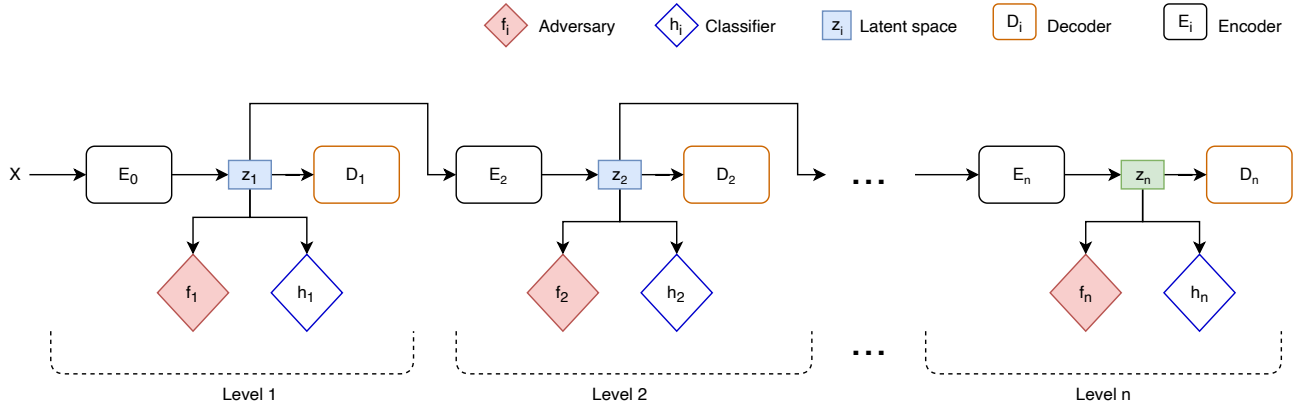 f_i Adversary h_i Classifier z_i Latent space D_i Decoder E_i Encoder
X E_0 z_1 D_1 E_2 z_2 D_2 ... E_n z_n D_n
f_1 h_1 f_2 h_2 f_n h_n
...
Level 1 Level 2 Level n